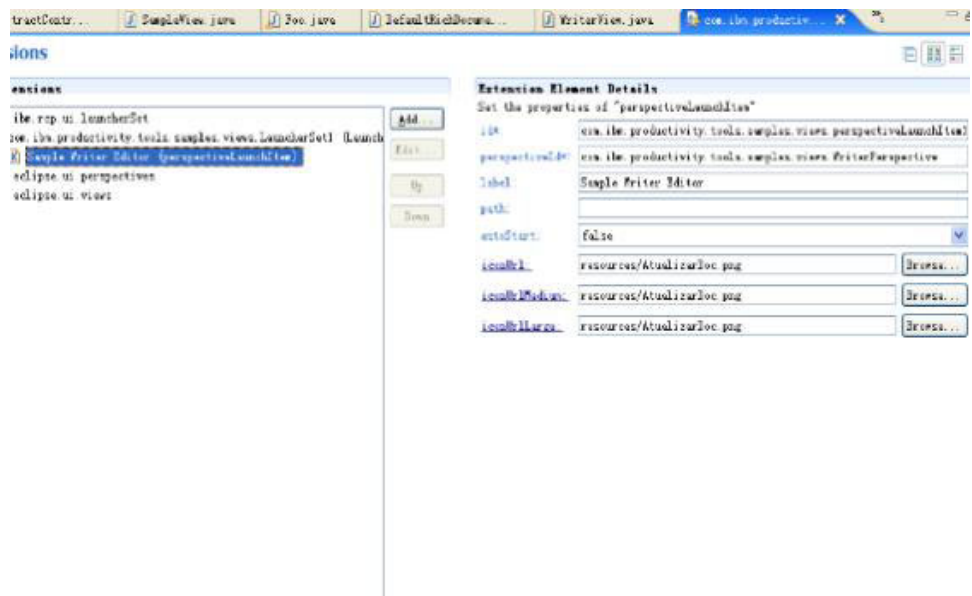 tractContr...
SampleView.java
Foo.java
DefaultRichDocume...
WriterView.java
com.ibm.productiv...
sions
ensions
ibm.rcp.ui.launcherSet
com.ibm.productivity.tools.samples.views.LauncherSet1 (Launch
Sample Writer Editor (perspectiveLaunchItem)
eclipse.ui.perspectives
eclipse.ui.views
Add...
Edit...
Up
Down
Extension Element Details
Set the properties of "perspectiveLaunchItem"
id*:
com.ibm.productivity.tools.samples.views.perspectiveLaunchItem1
perspectiveId*:
com.ibm.productivity.tools.samples.views.WriterPerspective
label:
Sample Writer Editor
path:
autoStart:
false
iconUrl:
resources/AtualizarDoc.png
Browse...
iconUrlMedium:
resources/AtualizarDoc.png
Browse...
iconUrlLarge:
resources/AtualizarDoc.png
Browse...